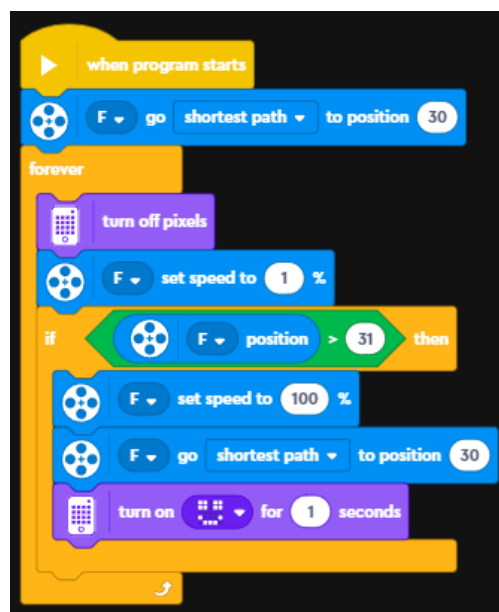 when program starts
F go shortest path to position 30
forever
turn off pixels
F set speed to 1 %
if F position > 31 then
F set speed to 100 %
F go shortest path to position 30
turn on for 1 seconds